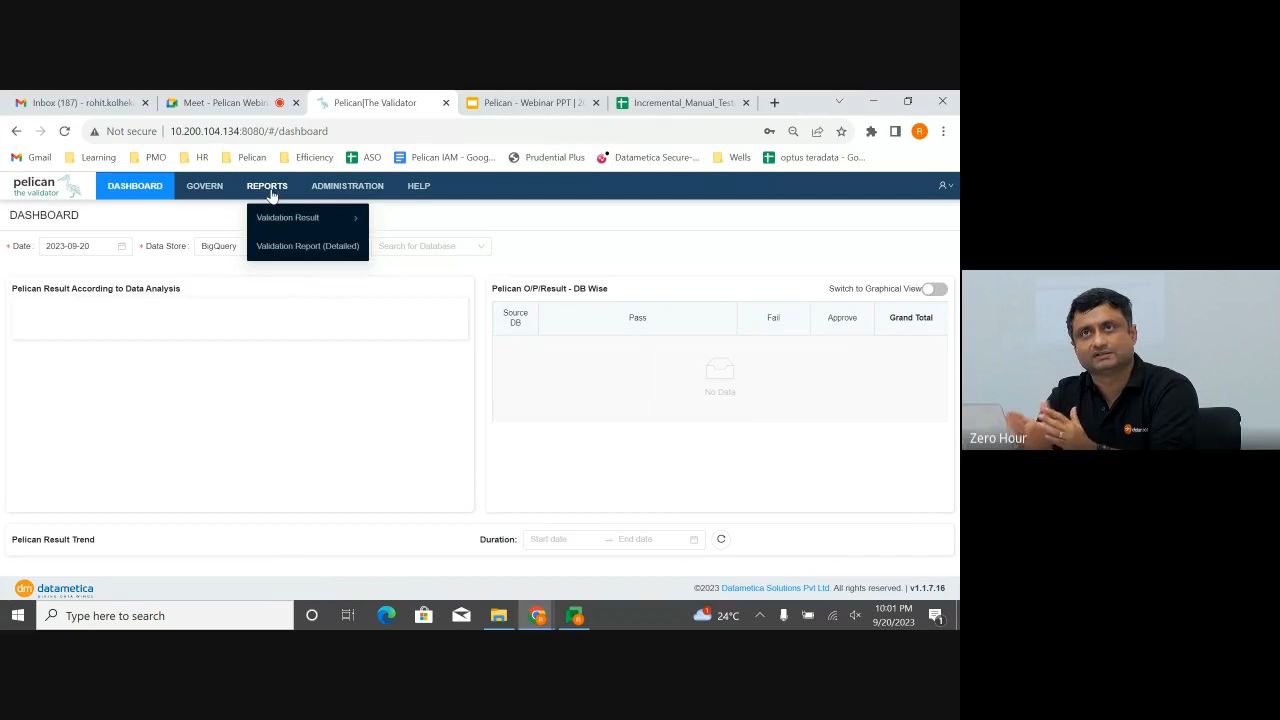 Inbox (187) - rohit.kolhek
Meet - Pelican Webin
Pelican|The Validator
Pelican - Webinar PPT | 20
Incremental_Manual_Test
Not secure
10.200.104.134:8080/#/dashboard
R
Gmail
Learning
PMO
HR
Pelican
Efficiency
ASO
Pelican IAM - Goog...
Prudential Plus
Datametica Secure-...
Wells
optus teradata - Go...
pelican
the validator
DASHBOARD
GOVERN
REPORTS
ADMINISTRATION
HELP
DASHBOARD
Validation Result
Validation Report (Detailed)
* Date:
2023-09-20
* Data Store:
BigQuery
Search for Database
Pelican Result According to Data Analysis
Pelican O/P/Result - DB Wise
Switch to Graphical View
Source
DB
Pass
Fail
Approve
Grand Total
No Data
Pelican Result Trend
Duration:
Start date
End date
dm datametica
©2023 Datametica Solutions Pvt Ltd. All rights reserved. | v1.1.7.16
Type here to search
24°C
10:01 PM
9/20/2023
Zero Hour